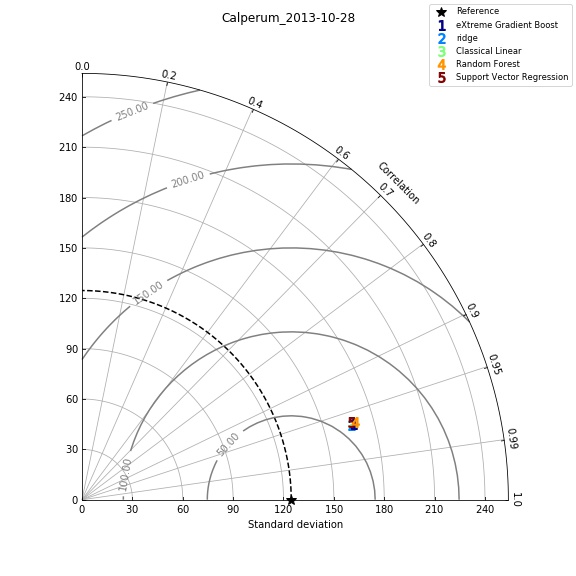 Calperum_2013-10-28
Reference
1 eXtreme Gradient Boost
2 ridge
3 Classical Linear
4 Random Forest
5 Support Vector Regression
0.0
0.2
0.4
0.6
Correlation
0.7
0.8
0.9
0.95
0.99
1.0
240
210
180
150
120
90
60
30
0
250.00
200.00
150.00
100.00
50.00
5 4
0 30 60 90 120 150 180 210 240
Standard deviation